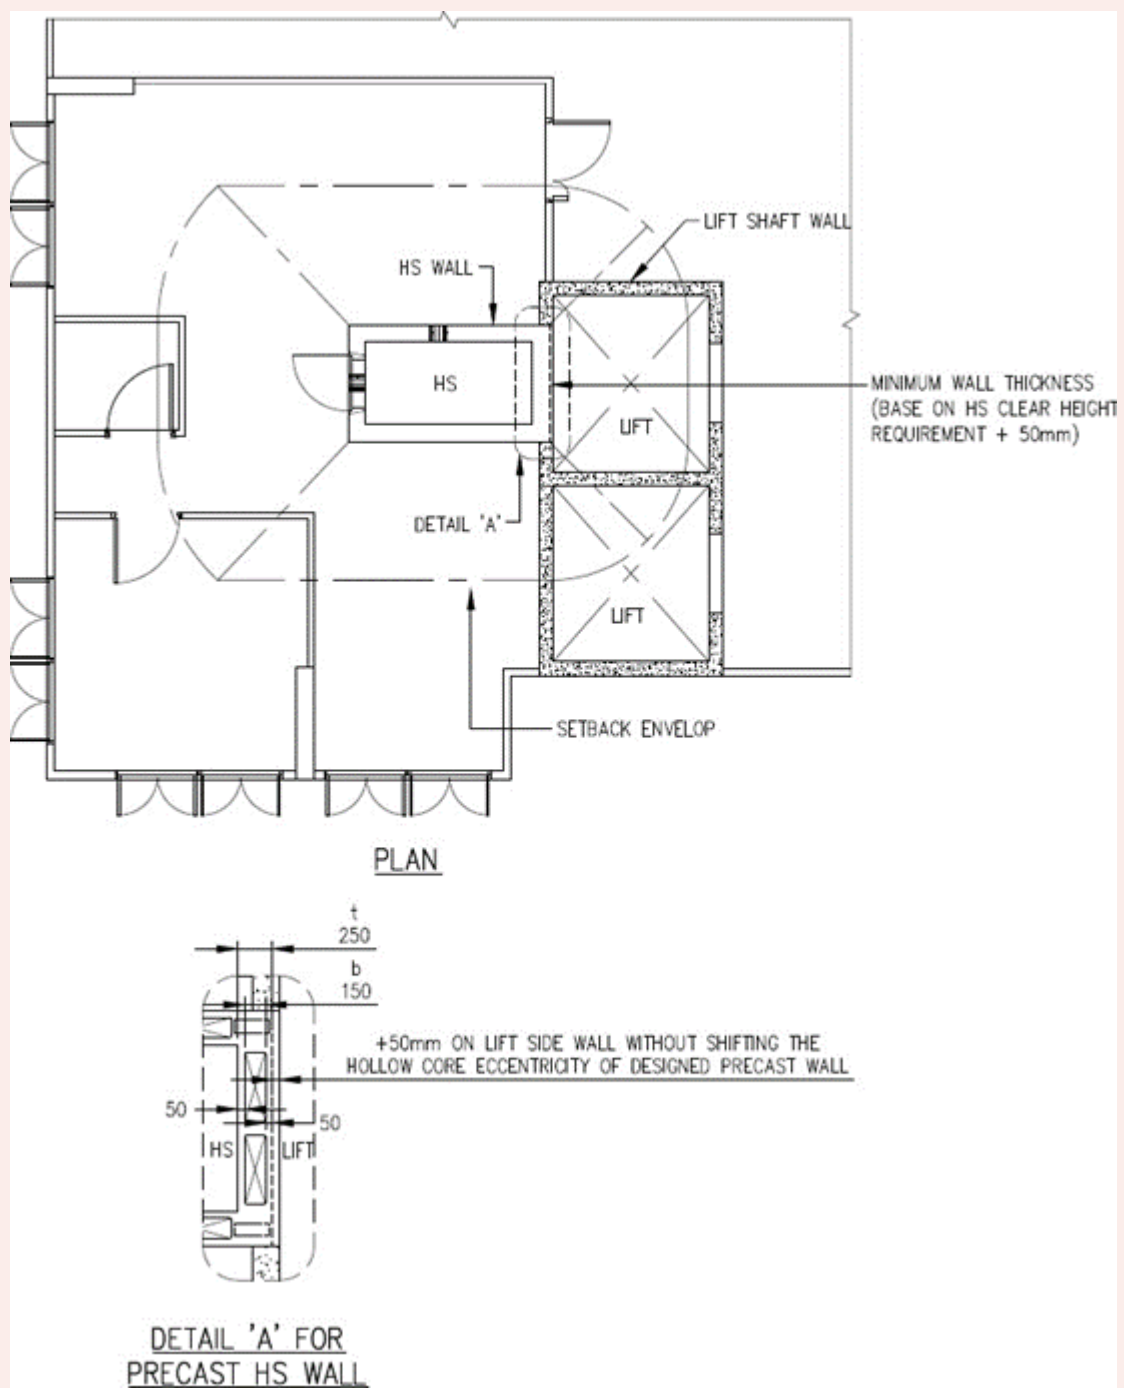 LIFT SHAFT WALL
HS WALL
HS
LIFT
MINIMUM WALL THICKNESS
(BASE ON HS CLEAR HEIGHT
REQUIREMENT + 50mm)
DETAIL 'A'
LIFT
SETBACK ENVELOP
PLAN
t
250
b
150
+50mm ON LIFT SIDE WALL WITHOUT SHIFTING THE
HOLLOW CORE ECCENTRICITY OF DESIGNED PRECAST WALL
50
50
HS
LIFT
DETAIL 'A' FOR
PRECAST HS WALL